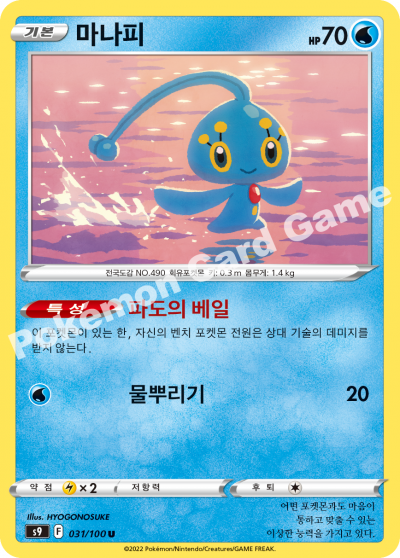 기본 마나피 HP 70
전국도감 NO.490 환유포켓몬 키: 0.3 m 몸무게: 1.4 kg
Pokémon Card Game
특성 파도의 베일
이 포켓몬이 있는 한, 자신의 벤치 포켓몬 전원은 상대 기술의 데미지를
받지 않는다.
물뿌리기 20
약점 ×2 저항력 후퇴
Illus. HYOGONOSUKE
s9 F 031/100 U
어떤 포켓몬과도 마음이
통하고 맞출 수 있는
이상한 능력을 가지고 있다.
©2022 Pokémon/Nintendo/Creatures/GAME FREAK.